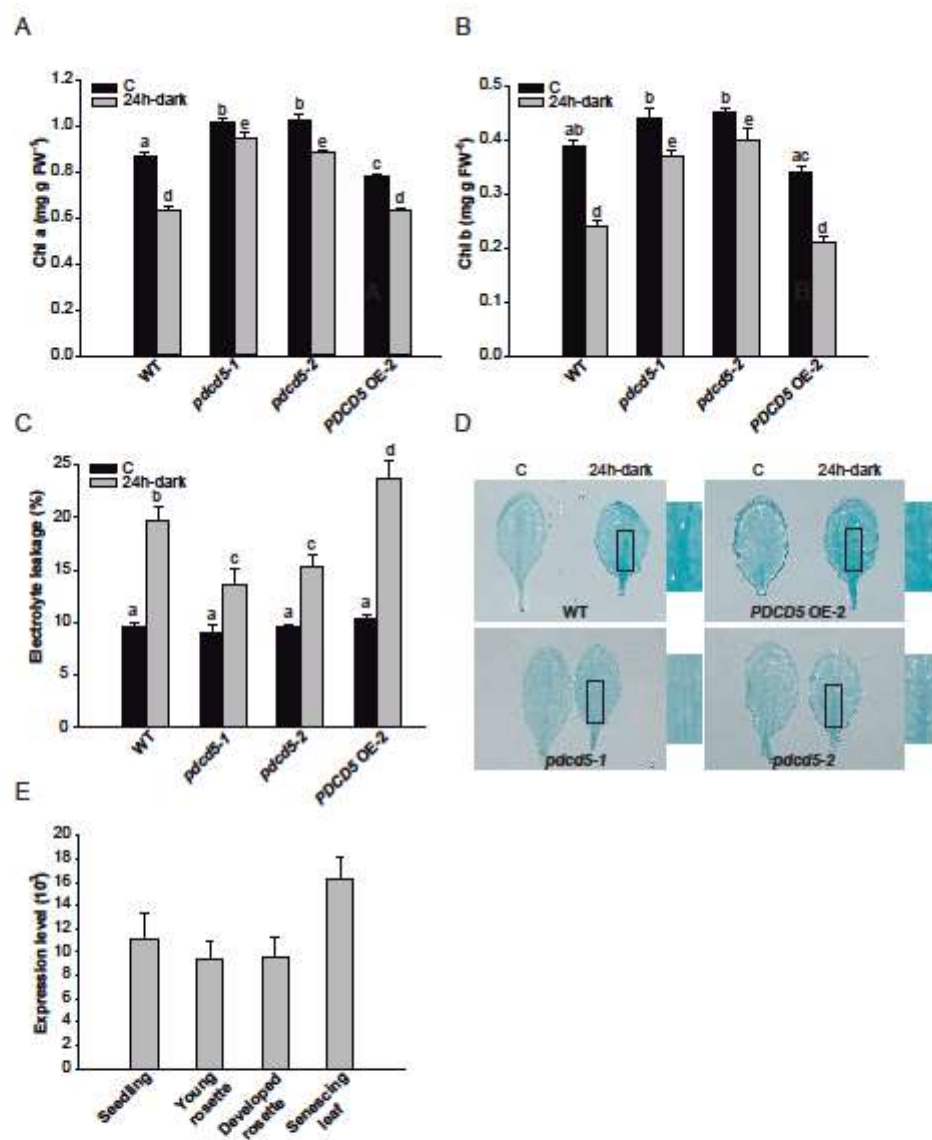 A
Chl a (mg g FW⁻¹)
1.2
1.0
0.8
0.6
0.4
0.2
0.0
C
24h-dark
a
d
b
e
b
e
c
d
A
WT
pdcd5-1
pdcd5-2
PDCD5 OE-2
B
Chl b (mg g FW⁻¹)
0.5
0.4
0.3
0.2
0.1
0.0
C
24h-dark
ab
d
b
e
b
e
ac
d
B
WT
pdcd5-1
pdcd5-2
PDCD5 OE-2
C
Electrolyte leakage (%)
25
20
15
10
5
0
C
24h-dark
a
b
a
c
a
c
a
d
WT
pdcd5-1
pdcd5-2
PDCD5 OE-2
D
C 24h-dark
C 24h-dark
WT
PDCD5 OE-2
pdcd5-1
pdcd5-2
E
Expression level (10³)
20
18
16
14
12
10
8
6
4
2
0
Seedling
Young
rosette
Developed
rosette
Senescing
leaf